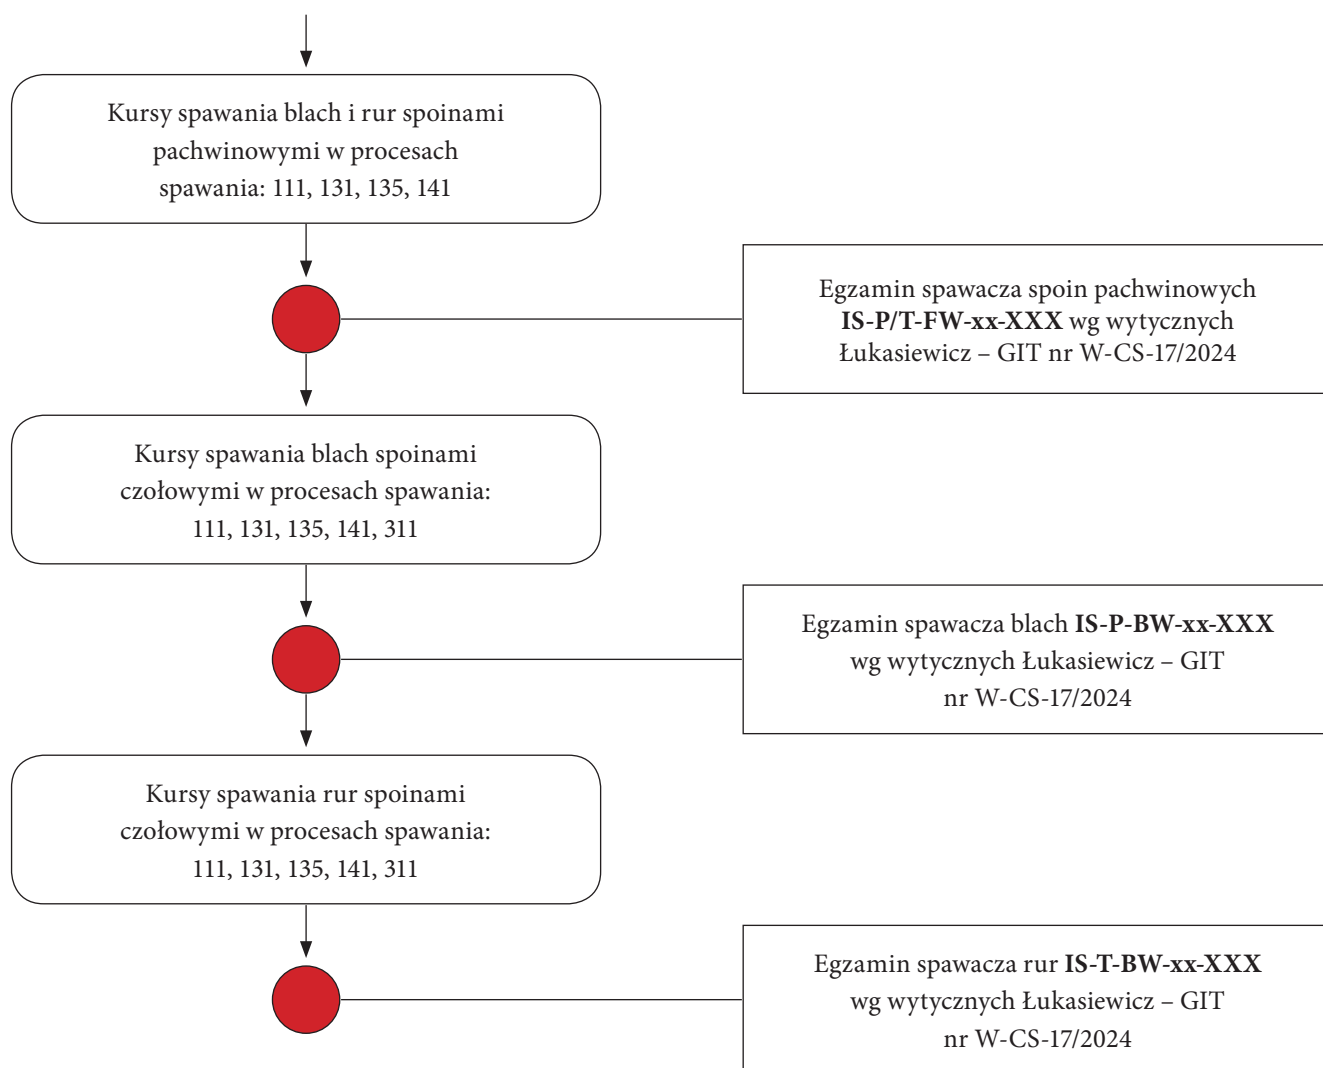 Kursy spawania blach i rur spoinami
pachwinowymi w procesach
spawania: 111, 131, 135, 141
Egzamin spawacza spoin pachwinowych
IS-P/T-FW-xx-XXX wg wytycznych
Łukasiewicz – GIT nr W-CS-17/2024
Kursy spawania blach spoinami
czołowymi w procesach spawania:
111, 131, 135, 141, 311
Egzamin spawacza blach IS-P-BW-xx-XXX
wg wytycznych Łukasiewicz – GIT
nr W-CS-17/2024
Kursy spawania rur spoinami
czołowymi w procesach spawania:
111, 131, 135, 141, 311
Egzamin spawacza rur IS-T-BW-xx-XXX
wg wytycznych Łukasiewicz – GIT
nr W-CS-17/2024